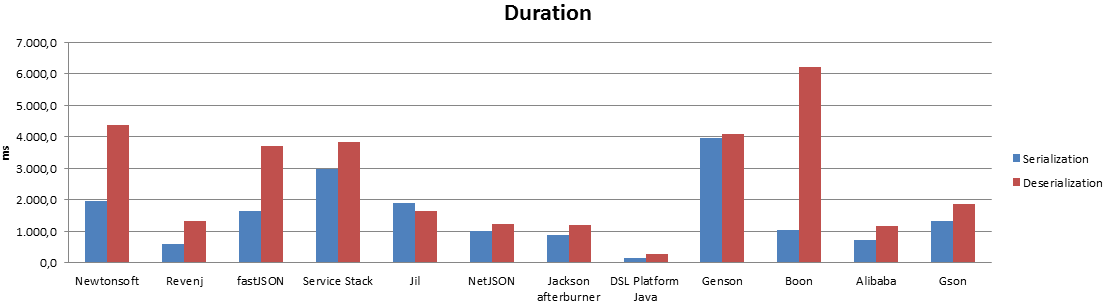 Duration
7.000,0
6.000,0
5.000,0
4.000,0
3.000,0
2.000,0
1.000,0
0,0
ms
Newtonsoft
Revenj
fastJSON
Service Stack
Jil
NetJSON
Jackson
afterburner
DSL Platform
Java
Genson
Boon
Alibaba
Gson
Serialization
Deserialization